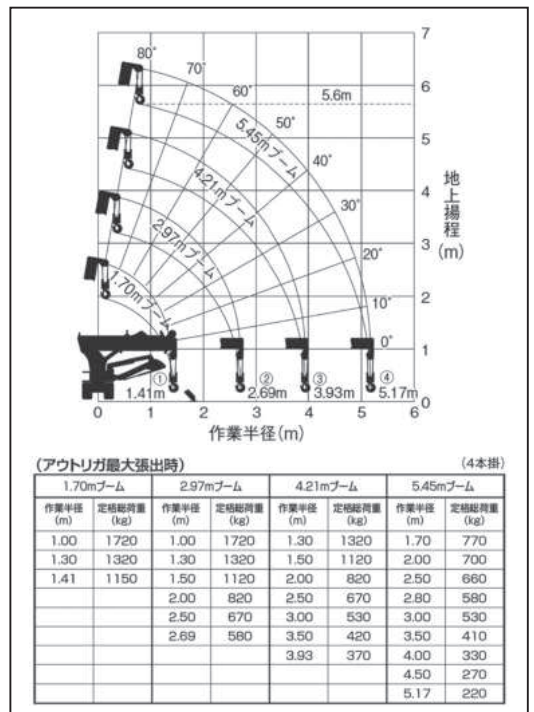 7
80°
70°
6
60°
5.6m
50°
5
5.45mブーム
40°
4.21mブーム
4
地上揚程(m)
30°
2.97mブーム
3
20°
1.70mブーム
2
10°
0°
1
① ② ③ ④
1.41m 2.69m 3.93m 5.17m
0
0 1 2 3 4 5 6
作業半径(m)
(アウトリガ最大張出時) (4本掛)
1.70mブーム 2.97mブーム 4.21mブーム 5.45mブーム
作業半径(m) 定格総荷重(kg) 作業半径(m) 定格総荷重(kg) 作業半径(m) 定格総荷重(kg) 作業半径(m) 定格総荷重(kg)
1.00 1720 1.00 1720 1.30 1320 1.70 770
1.30 1320 1.30 1320 1.50 1120 2.00 700
1.41 1150 1.50 1120 2.00 820 2.50 660
2.00 820 2.50 670 2.80 580
2.50 670 3.00 530 3.00 530
2.69 580 3.50 420 3.50 410
3.93 370 4.00 330
4.50 270
5.17 220